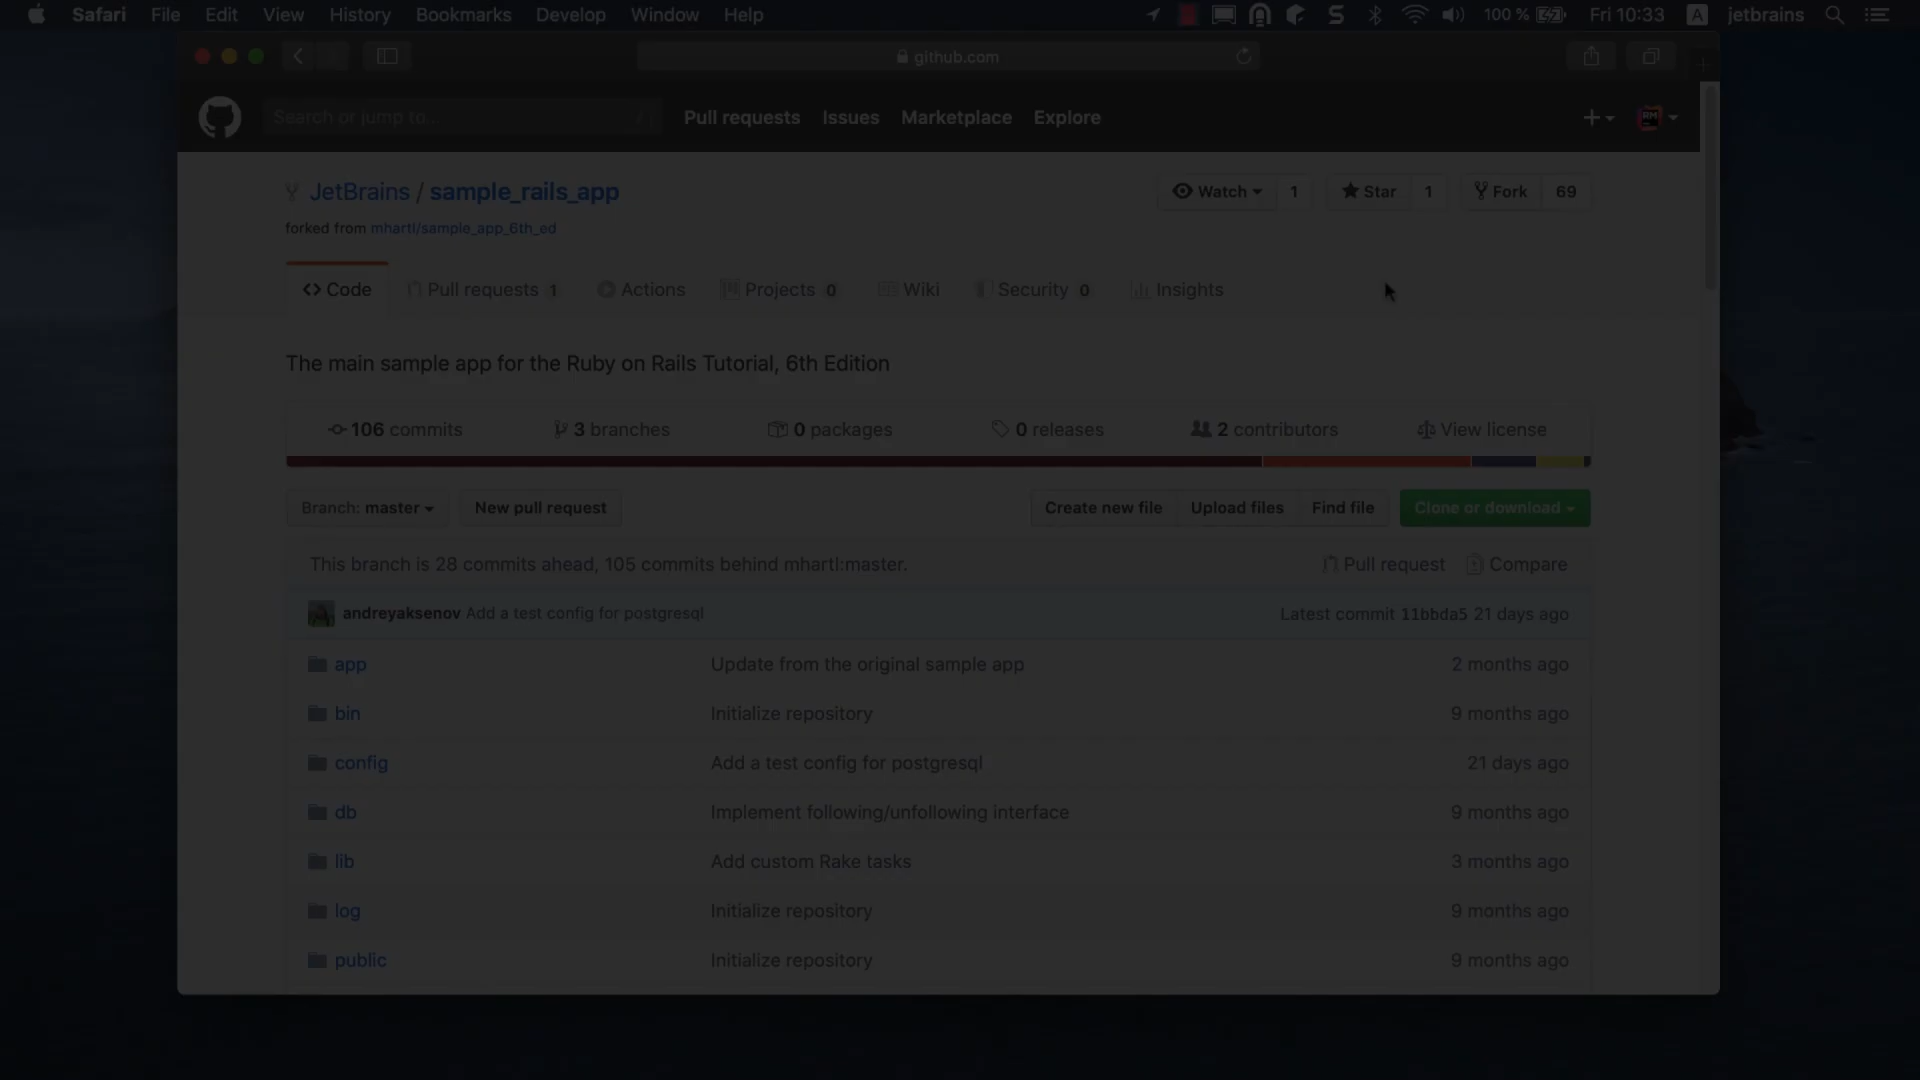 Safari File Edit View History Bookmarks Develop Window Help 100 % Fri 10:33 A jetbrains
github.com
Search or jump to... / Pull requests Issues Marketplace Explore
JetBrains / sample_rails_app Watch 1 Star 1 Fork 69
forked from mhartl/sample_app_6th_ed
Code Pull requests 1 Actions Projects 0 Wiki Security 0 Insights
The main sample app for the Ruby on Rails Tutorial, 6th Edition
106 commits 3 branches 0 packages 0 releases 2 contributors View license
Branch: master New pull request Create new file Upload files Find file Clone or download
This branch is 28 commits ahead, 105 commits behind mhartl:master. Pull request Compare
andreyaksenov Add a test config for postgresql Latest commit 11bbda5 21 days ago
app Update from the original sample app 2 months ago
bin Initialize repository 9 months ago
config Add a test config for postgresql 21 days ago
db Implement following/unfollowing interface 9 months ago
lib Add custom Rake tasks 3 months ago
log Initialize repository 9 months ago
public Initialize repository 9 months ago